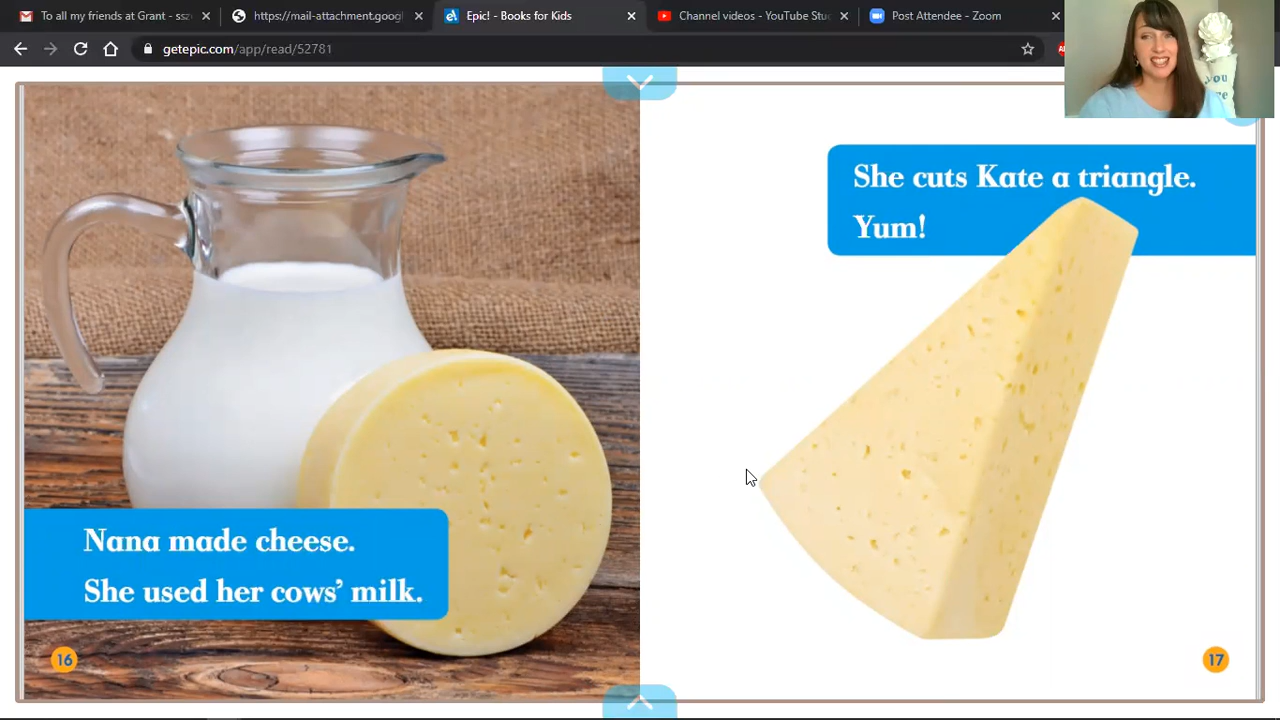 To all my friends at Grant - ssz
https://mail-attachment.googl
Epic! - Books for Kids
Channel videos - YouTube Stu
Post Attendee - Zoom
getepic.com/app/read/52781
you
She cuts Kate a triangle.
Yum!
Nana made cheese.
She used her cows’ milk.
16
17